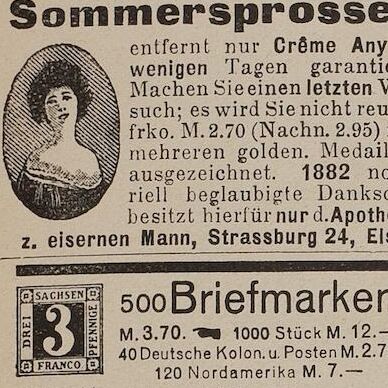 Sommersprosse
entfernt nur Crême Any
wenigen Tagen garantie
Machen Sie einen letzten V
such; es wird Sie nicht reu
frko. M. 2.70 (Nachn. 2.95)
mehreren golden. Medail
ausgezeichnet. 1882 no
riell beglaubigte Danksc
besitzt hierfür nur d. Apothe
z. eisernen Mann, Strassburg 24, Els
SACHSEN
DREI 3 PFENNIGE
FRANCO
500 Briefmarken
M. 3.70. 1000 Stück M. 12.—
40 Deutsche Kolon. u. Posten M. 2.7
120 Nordamerika M. 7.—